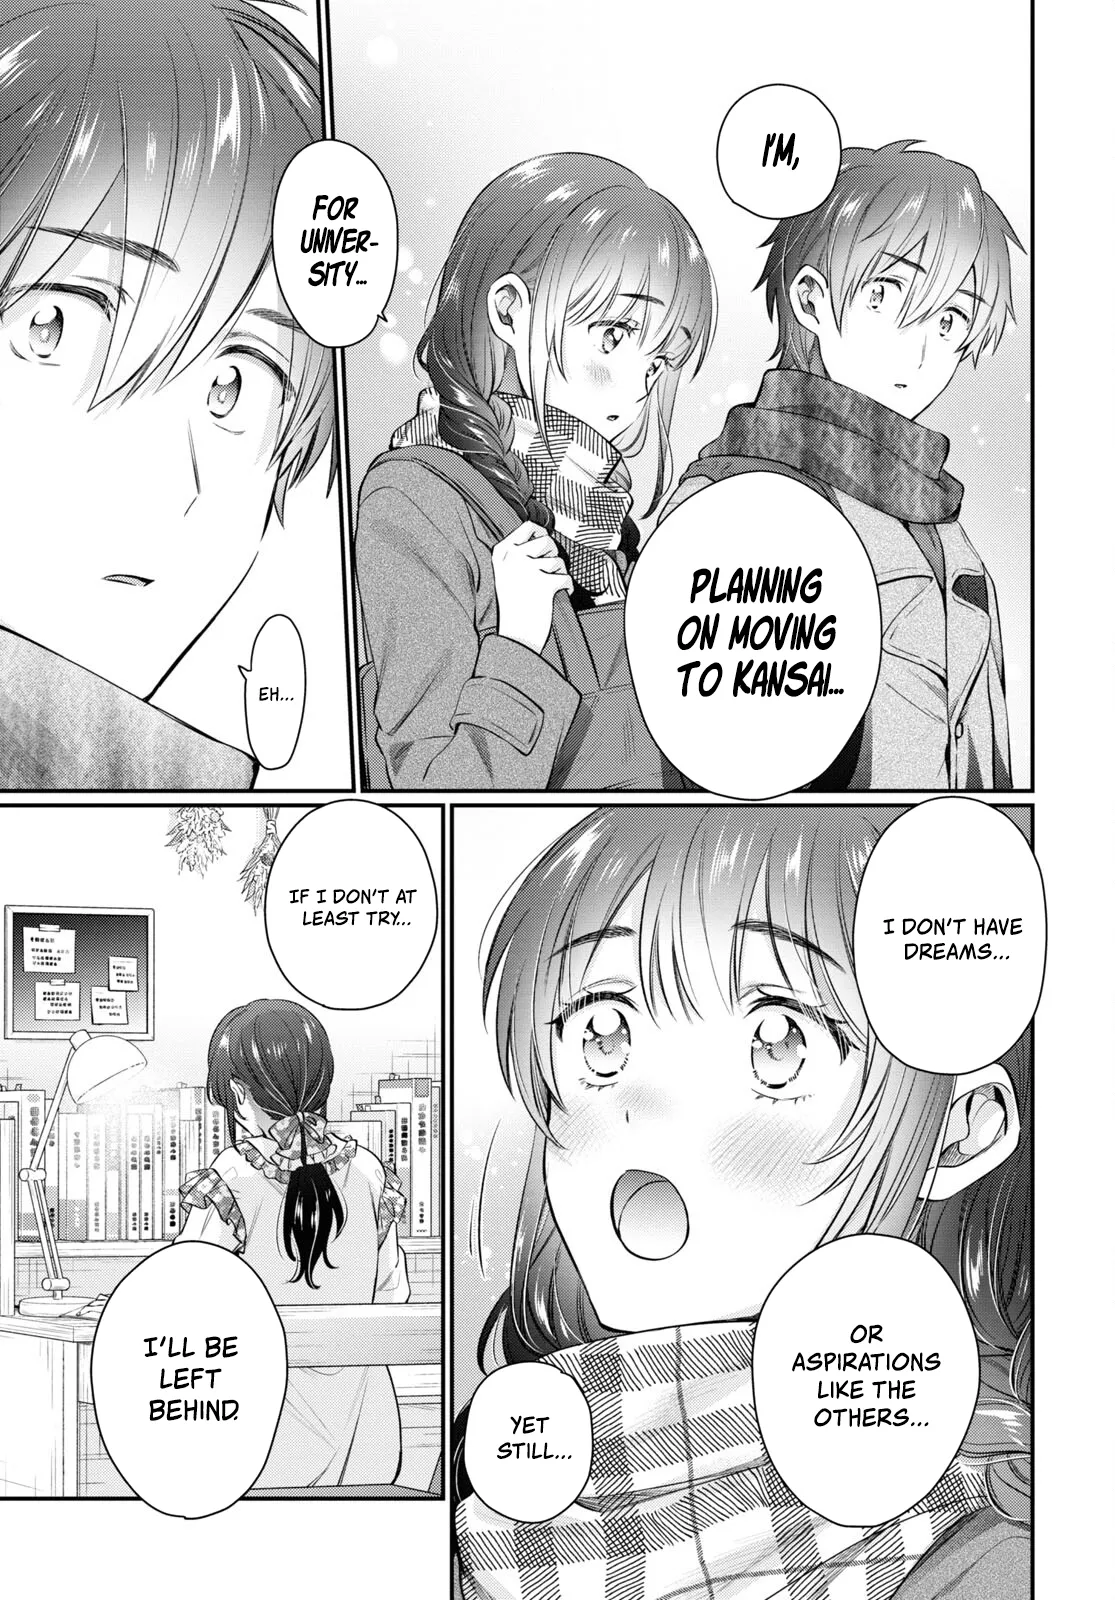 I'M,
PLANNING
ON MOVING
TO KANSAI...
FOR
UNIVER-
SITY...
EH...
I DON'T HAVE
DREAMS...
OR
ASPIRATIONS
LIKE THE
OTHERS...
YET
STILL...
IF I DON'T AT
LEAST TRY...
I'LL BE
LEFT
BEHIND.